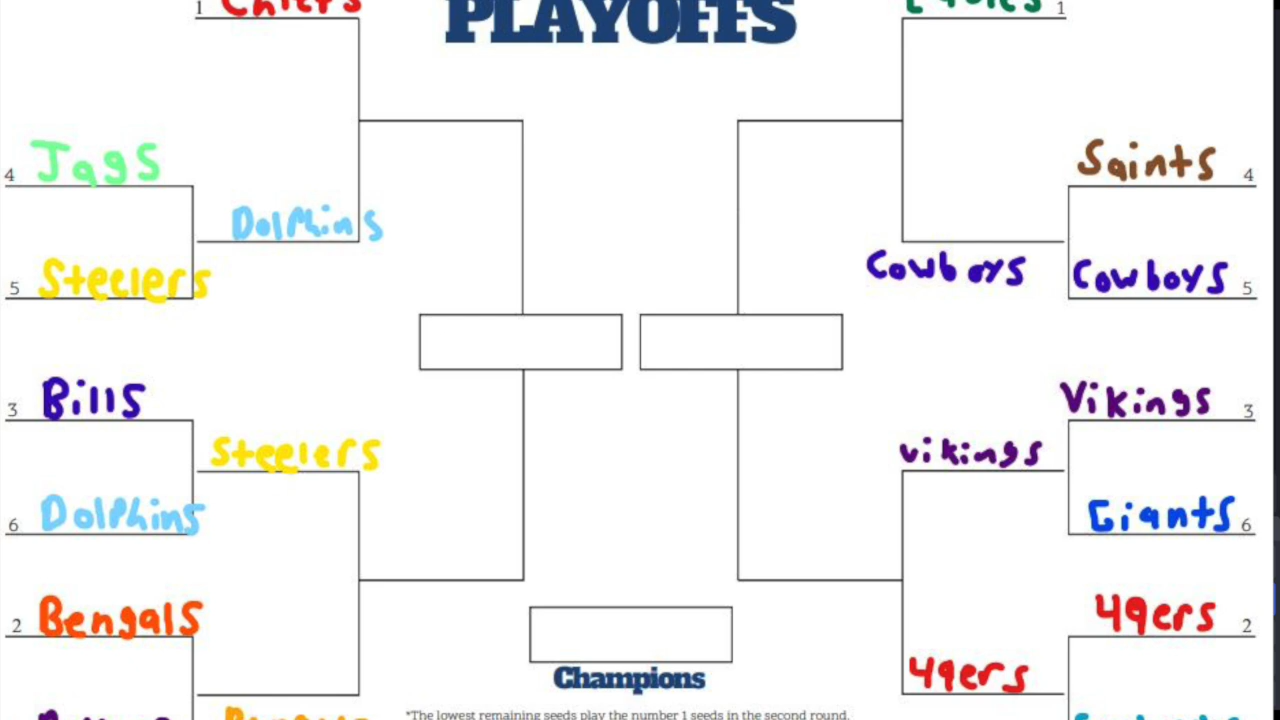 1 Chiefs
PLAYOFFS
Eagles 1
4 Jags
Saints 4
Dolphins
5 Steelers
Cowboys
Cowboys 5
3 Bills
Vikings 3
Steelers
vikings
6 Dolphins
Giants 6
2 Bengals
49ers 2
49ers
Champions
*The lowest remaining seeds play the number 1 seeds in the second round.